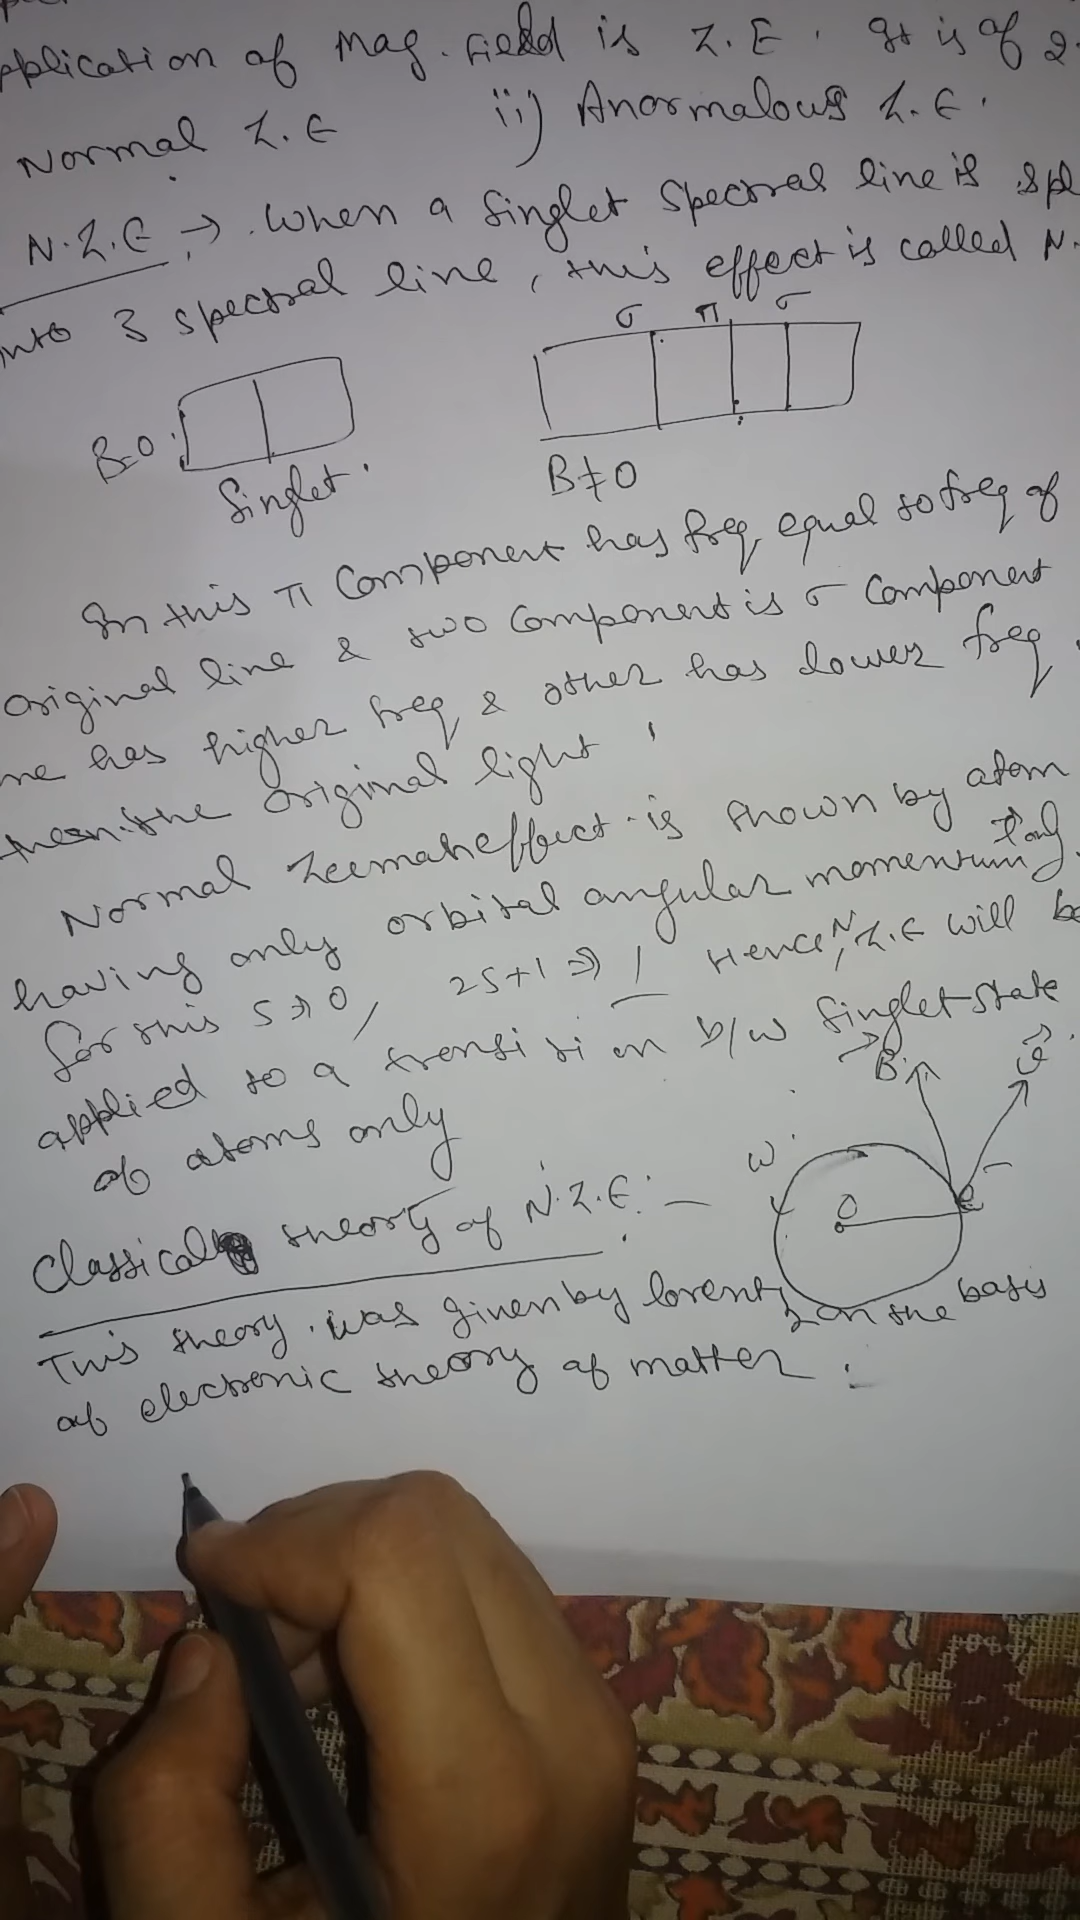 pplication of mag. field is Z.E. It is of 2
Normal Z.E ii) Anormalous Z.E.
N.Z.E → When a Singlet Spectral line is spl
into 3 spectral line, this effect is called N.
σ π σ
B=0
Singlet.
B≠0
In this π Component has freq equal to freq of
original line & two Component is σ Component
ne has higher freq & other has lower freq.
than the original light.
Normal Zeeman effect is shown by atom
having only orbital angular momentum
for this S→0, 2S+1 ⇒ 1 Hence, N.Z.E will be
applied to a transition b/w Singlet state
of atoms only
B
ω
O
e-
Classical theory of N.Z.E: -
This theory was given by lorentz on the basis
of electronic theory of matter.